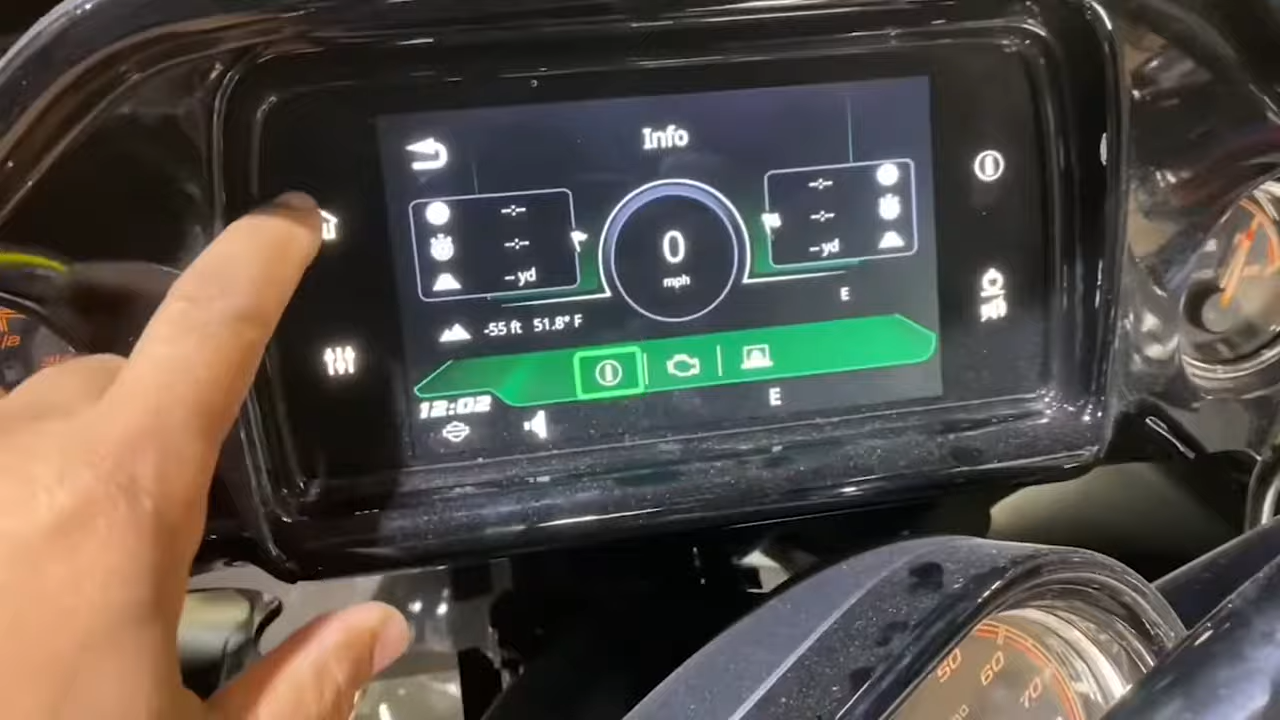 Info
--:--
--:--
-- yd
0
mph
--:--
--:--
-- yd
E
-55 ft 51.8° F
12:02
E
50
60
70